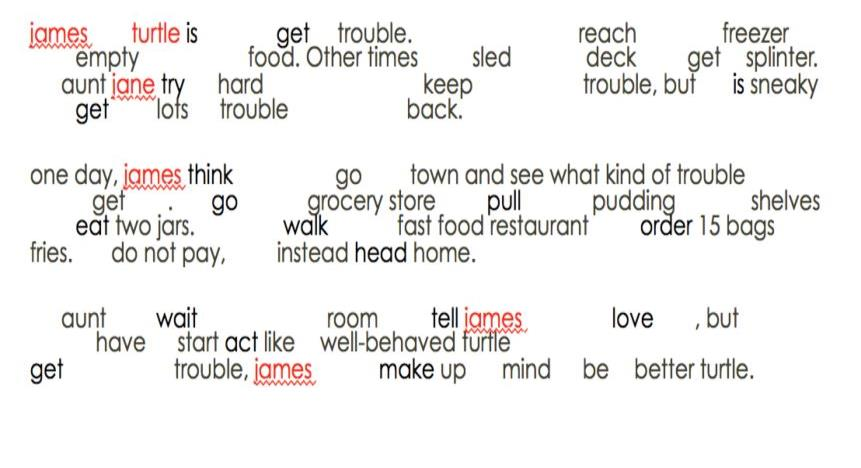 james turtle is get trouble. reach freezer
empty food. Other times sled deck get splinter.
aunt jane try hard keep trouble, but is sneaky
get lots trouble back.
one day, james think go town and see what kind of trouble
get . go grocery store pull pudding shelves
eat two jars. walk fast food restaurant order 15 bags
fries. do not pay, instead head home.
aunt wait room tell james love , but
have start act like well-behaved turtle
get trouble, james make up mind be better turtle.